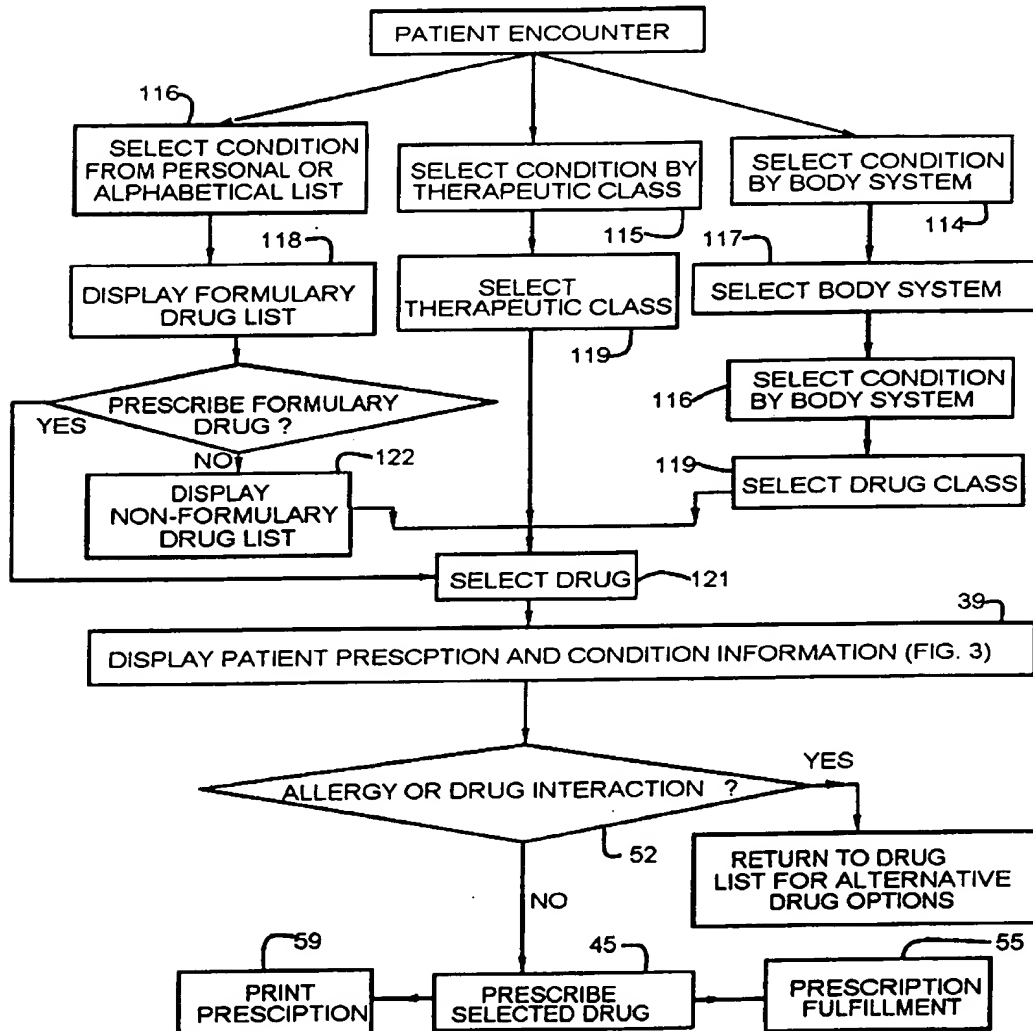 PATIENT ENCOUNTER
116
SELECT CONDITION
FROM PERSONAL OR
ALPHABETICAL LIST
SELECT CONDITION BY
THERAPEUTIC CLASS
115
SELECT CONDITION
BY BODY SYSTEM
114
118
DISPLAY FORMULARY
DRUG LIST
SELECT
THERAPEUTIC CLASS
119
117
SELECT BODY SYSTEM
PRESCRIBE FORMULARY
DRUG ?
YES
NO
116
SELECT CONDITION
BY BODY SYSTEM
122
DISPLAY
NON-FORMULARY
DRUG LIST
119
SELECT DRUG CLASS
SELECT DRUG
121
39
DISPLAY PATIENT PRESCPTION AND CONDITION INFORMATION (FIG. 3)
ALLERGY OR DRUG INTERACTION ?
YES
52
NO
RETURN TO DRUG
LIST FOR ALTERNATIVE
DRUG OPTIONS
59
PRINT
PRESCIPTION
45
PRESCRIBE
SELECTED DRUG
55
PRESCRIPTION
FULFILLMENT